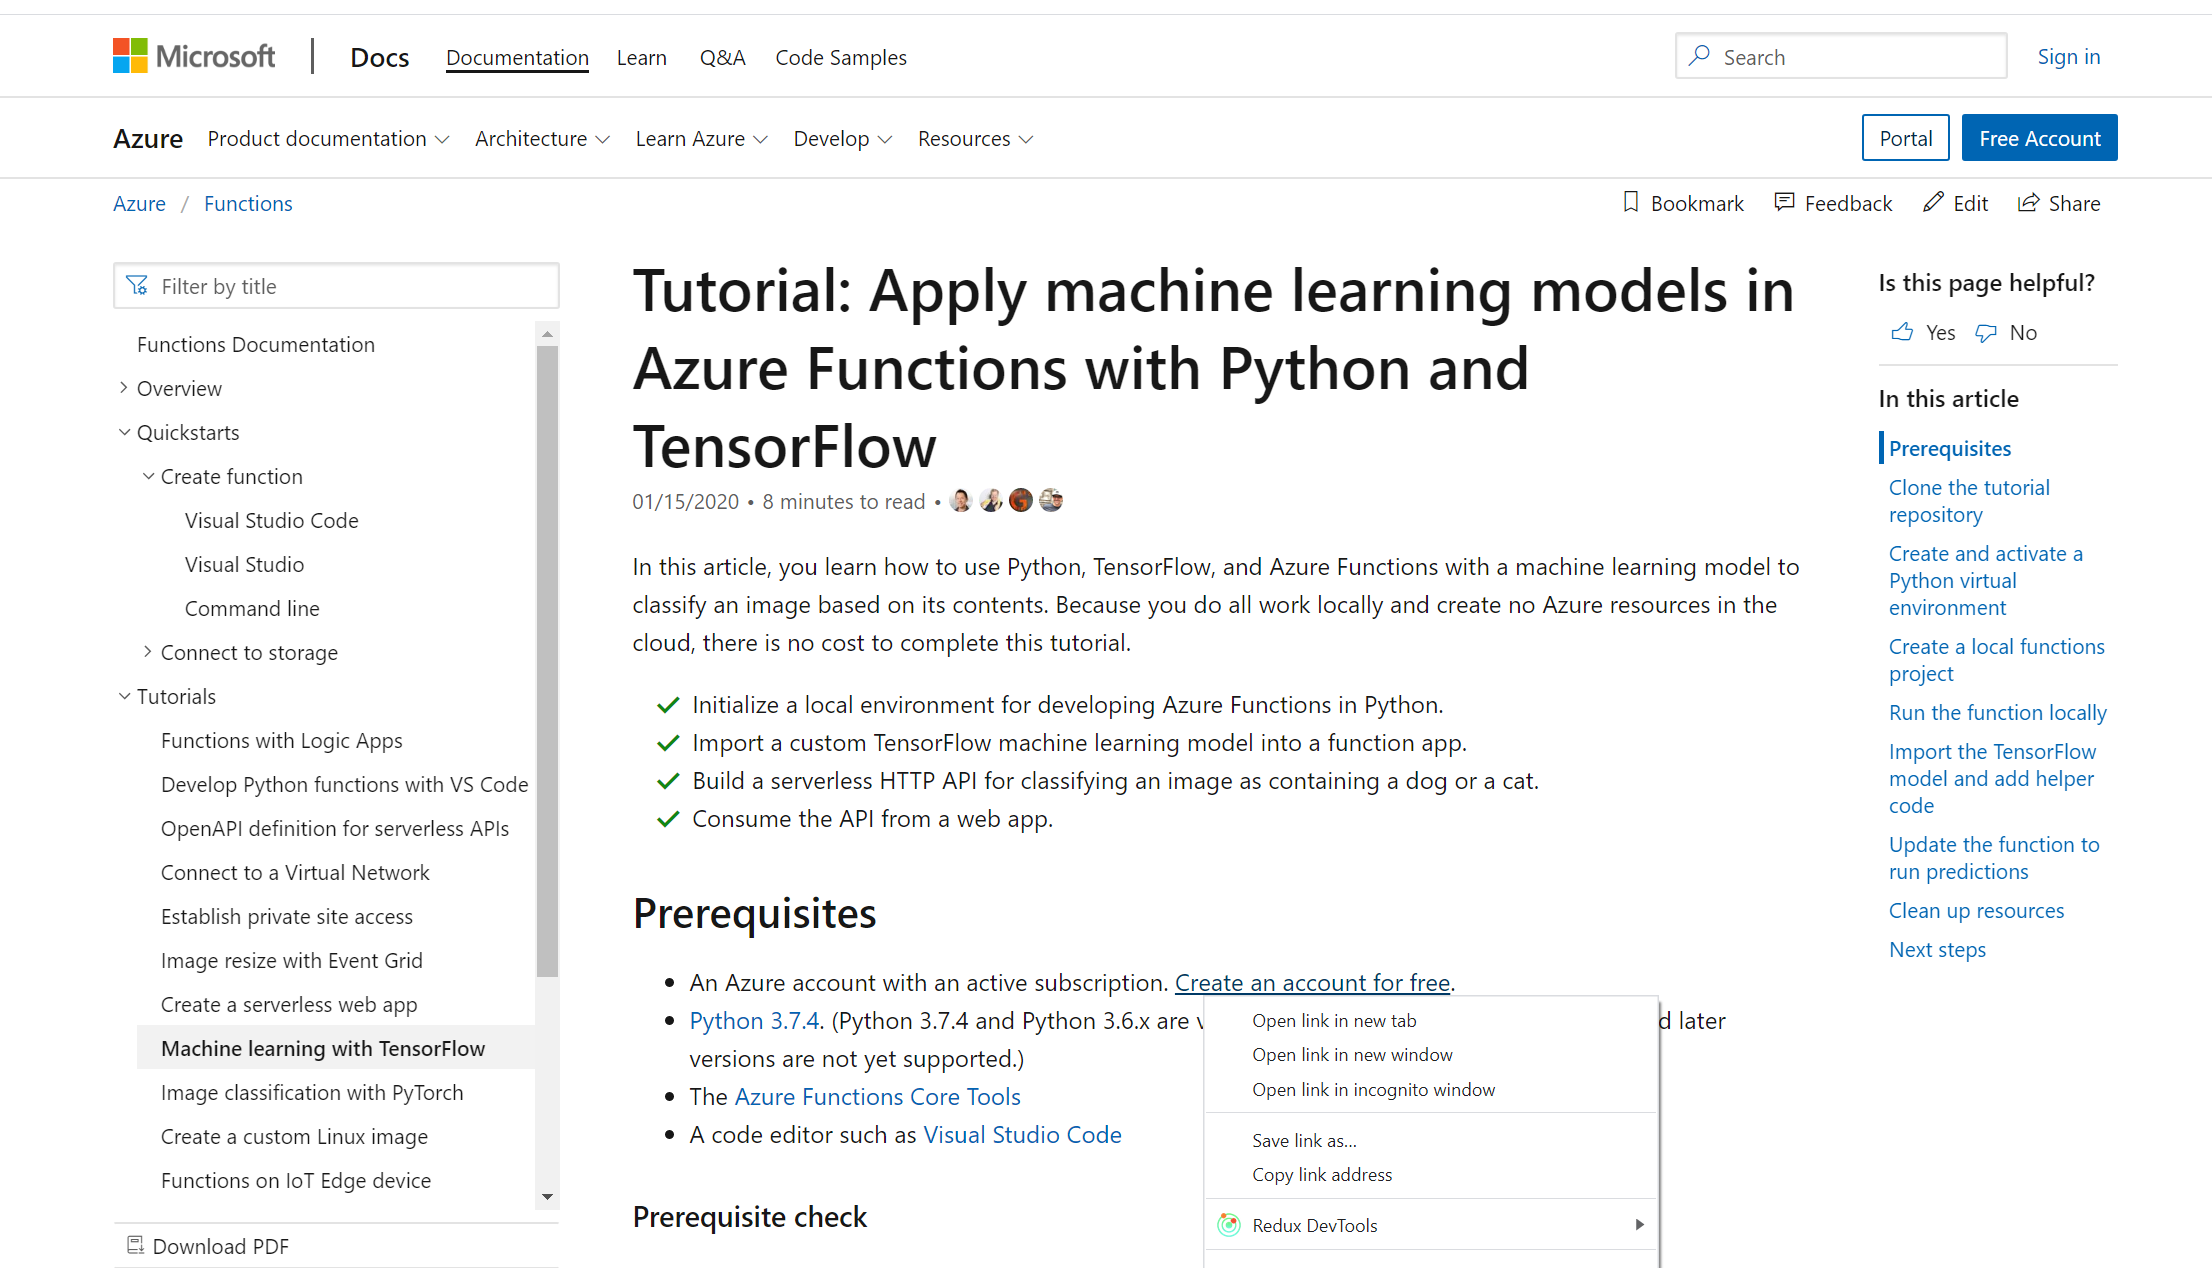 Microsoft
Docs Documentation Learn Q&A Code Samples
Search
Sign in
Azure Product documentation Architecture Learn Azure Develop Resources
Portal
Free Account
Azure / Functions
Bookmark Feedback Edit Share
Filter by title
Functions Documentation
Overview
Quickstarts
Create function
Visual Studio Code
Visual Studio
Command line
Connect to storage
Tutorials
Functions with Logic Apps
Develop Python functions with VS Code
OpenAPI definition for serverless APIs
Connect to a Virtual Network
Establish private site access
Image resize with Event Grid
Create a serverless web app
Machine learning with TensorFlow
Image classification with PyTorch
Create a custom Linux image
Functions on IoT Edge device
Download PDF
Tutorial: Apply machine learning models in
Azure Functions with Python and
TensorFlow
01/15/2020 • 8 minutes to read •
In this article, you learn how to use Python, TensorFlow, and Azure Functions with a machine learning model to
classify an image based on its contents. Because you do all work locally and create no Azure resources in the
cloud, there is no cost to complete this tutorial.
Initialize a local environment for developing Azure Functions in Python.
Import a custom TensorFlow machine learning model into a function app.
Build a serverless HTTP API for classifying an image as containing a dog or a cat.
Consume the API from a web app.
Prerequisites
• An Azure account with an active subscription. Create an account for free.
• Python 3.7.4. (Python 3.7.4 and Python 3.6.x are later
versions are not yet supported.)
• The Azure Functions Core Tools
• A code editor such as Visual Studio Code
Prerequisite check
Open link in new tab
Open link in new window
Open link in incognito window
Save link as...
Copy link address
Redux DevTools
Is this page helpful?
Yes No
In this article
Prerequisites
Clone the tutorial
repository
Create and activate a
Python virtual
environment
Create a local functions
project
Run the function locally
Import the TensorFlow
model and add helper
code
Update the function to
run predictions
Clean up resources
Next steps